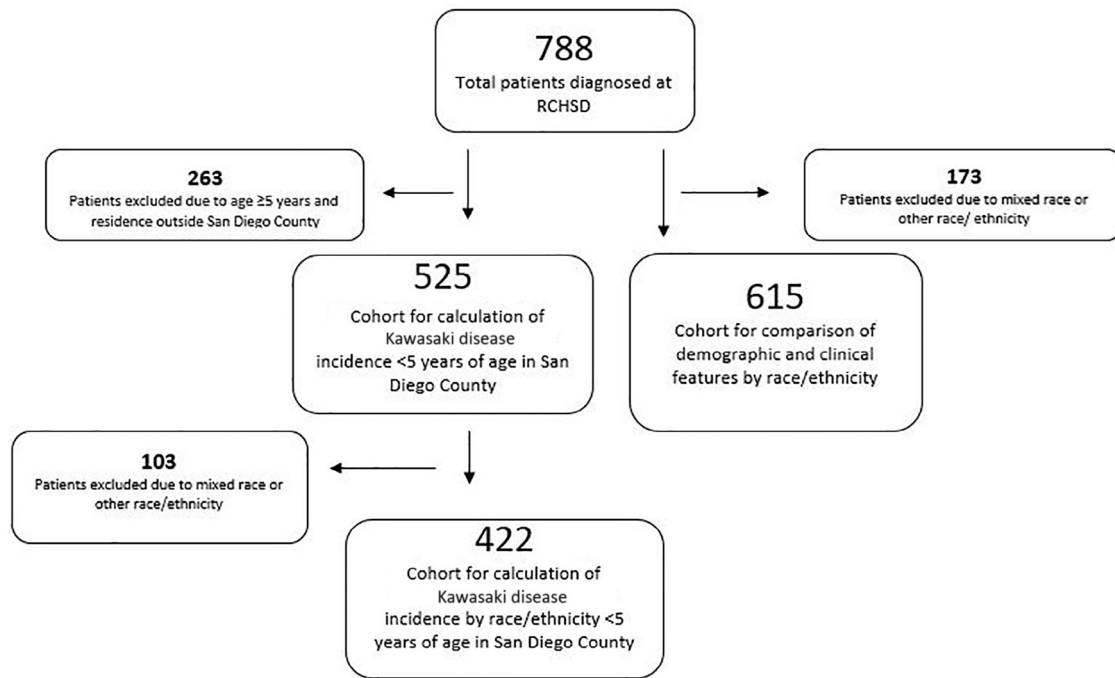 788
Total patients diagnosed at
RCHSD
263
Patients excluded due to age ≥5 years and
residence outside San Diego County
173
Patients excluded due to mixed race or
other race/ ethnicity
525
Cohort for calculation of
Kawasaki disease
incidence <5 years of age in San
Diego County
615
Cohort for comparison of
demographic and clinical
features by race/ethnicity
103
Patients excluded due to mixed race or
other race/ethnicity
422
Cohort for calculation of
Kawasaki disease
incidence by race/ethnicity <5
years of age in San Diego County